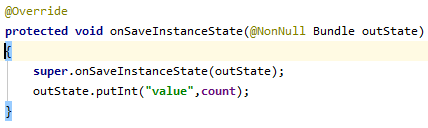 @Override
protected void onSaveInstanceState(@NonNull Bundle outState)
{
    super.onSaveInstanceState(outState);
    outState.putInt("value",count);
}